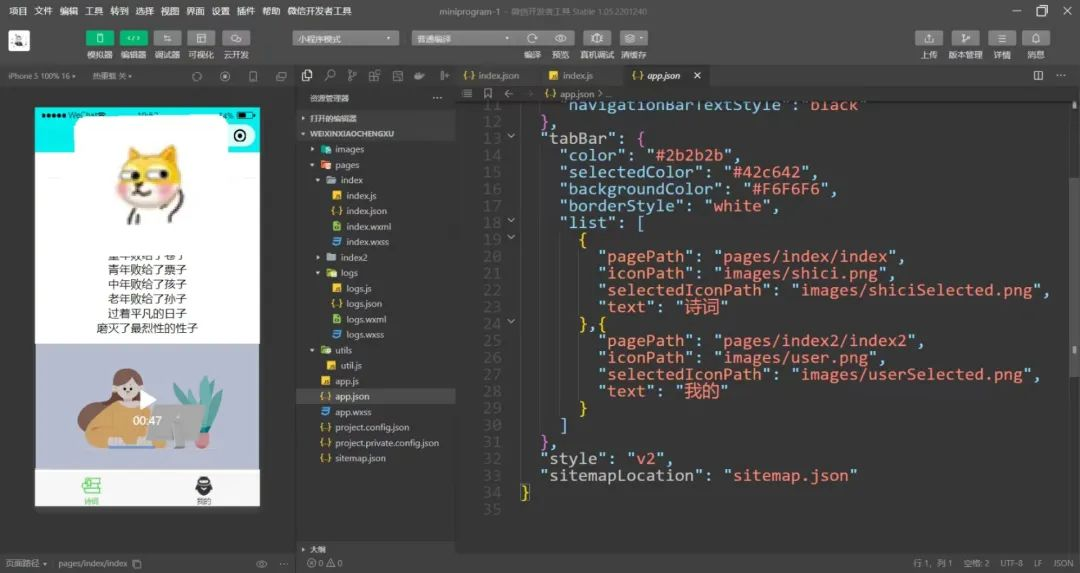 项目 文件 编辑 工具 转到 选择 视图 界面 设置 插件 帮助 微信开发者工具
miniprogram-1 - 微信开发者工具 Stable 1.05.2201240
模拟器 编辑器 调试器 可视化 云开发
小程序模式
普通编译
编译 预览 真机调试 清缓存
上传 版本管理 详情 消息
iPhone 5 100% 16
热重载 关
青年败给了票子
中年败给了孩子
老年败给了孙子
过着平凡的日子
磨灭了最烈性的性子
00:47
诗词
我的
页面路径
pages/index/index
资源管理器
打开的编辑器
WEIXINXIAOCHENGXU
images
pages
index
index.js
index.json
index.wxml
index.wxss
index2
logs
logs.js
logs.json
logs.wxml
logs.wxss
utils
util.js
app.js
app.json
app.wxss
project.config.json
project.private.config.json
sitemap.json
大纲
0 0
index.json
index.js
app.json
app.json > ...
11 "navigationBarTextStyle":"black"
12 },
13 "tabBar": {
14 "color": "#2b2b2b",
15 "selectedColor": "#42c642",
16 "backgroundColor": "#F6F6F6",
17 "borderStyle": "white",
18 "list": [
19 {
20 "pagePath": "pages/index/index",
21 "iconPath": "images/shici.png",
22 "selectedIconPath": "images/shiciSelected.png",
23 "text": "诗词"
24 },{
25 "pagePath": "pages/index2/index2",
26 "iconPath": "images/user.png",
27 "selectedIconPath": "images/userSelected.png",
28 "text": "我的"
29 }
30 ]
31 },
32 "style": "v2",
33 "sitemapLocation": "sitemap.json"
34 }
35
行 1，列 1 空格: 2 UTF-8 LF JSON